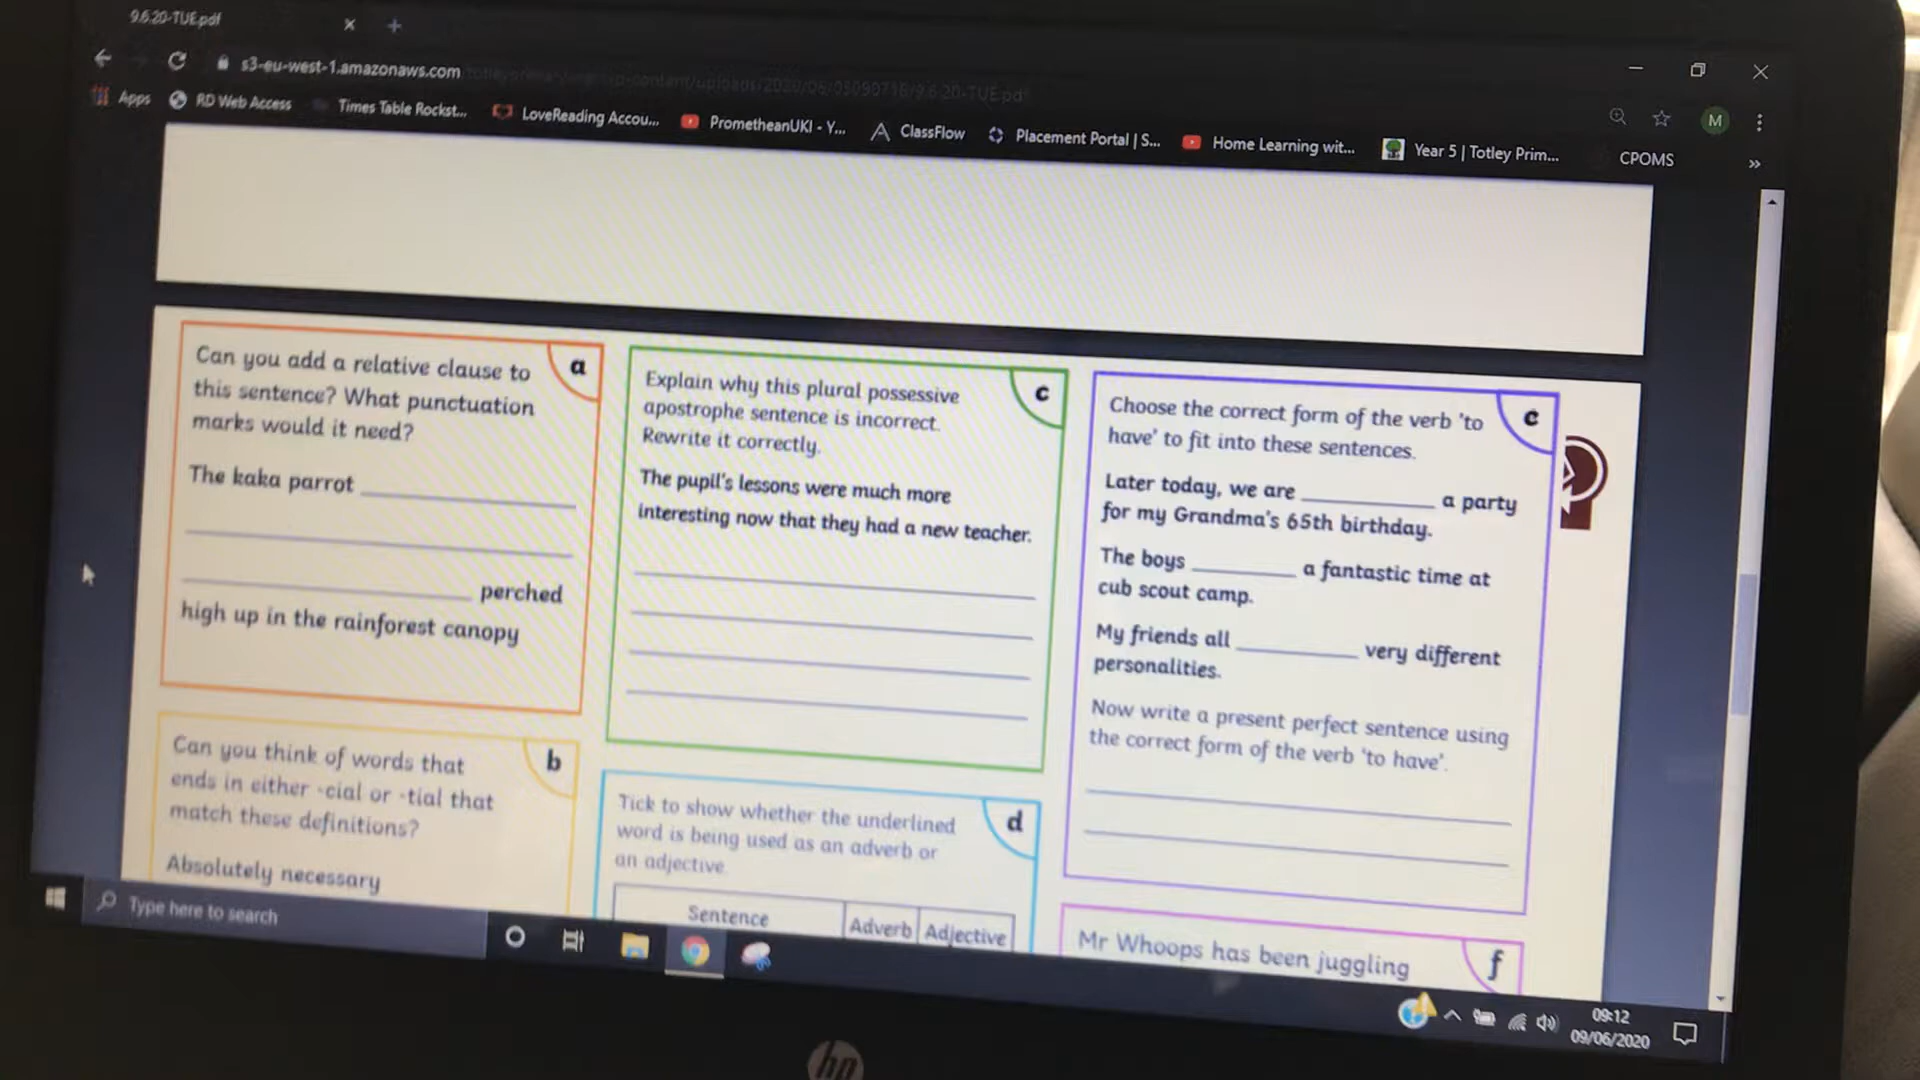 9.6.20-TUE.pdf
s3-eu-west-1.amazonaws.com
Apps
RD Web Access
Times Table Rockst...
LoveReading Accou...
PrometheanUKI - Y...
ClassFlow
Placement Portal | S...
Home Learning wit...
Year 5 | Totley Prim...
CPOMS
M
a
Can you add a relative clause to
this sentence? What punctuation
marks would it need?
The kaka parrot
perched
high up in the rainforest canopy
b
Can you think of words that
ends in either -cial or -tial that
match these definitions?
Absolutely necessary
c
Explain why this plural possessive
apostrophe sentence is incorrect.
Rewrite it correctly.
The pupil's lessons were much more
interesting now that they had a new teacher.
d
Tick to show whether the underlined
word is being used as an adverb or
an adjective
Sentence Adverb Adjective
e
Choose the correct form of the verb 'to
have' to fit into these sentences.
Later today, we are ____ a party
for my Grandma's 65th birthday.
The boys ____ a fantastic time at
cub scout camp.
My friends all ____ very different
personalities.
Now write a present perfect sentence using
the correct form of the verb 'to have'.
f
Mr Whoops has been juggling
Type here to search
09:12
09/06/2020
hp